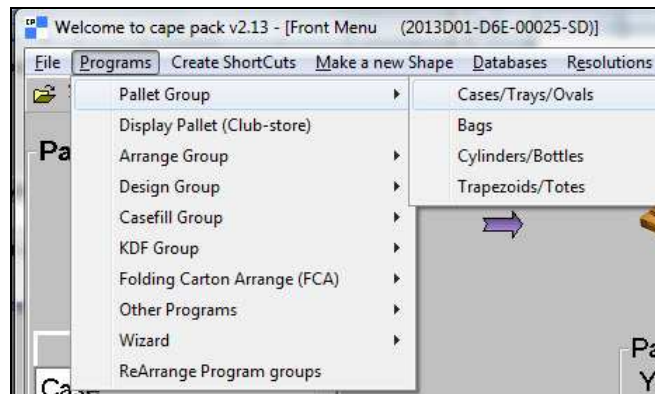 Welcome to cape pack v2.13 - [Front Menu (2013D01-D6E-00025-SD)]
File Programs Create ShortCuts Make a new Shape Databases Resolutions
Pallet Group
Cases/Trays/Ovals
Display Pallet (Club-store)
Bags
Arrange Group
Cylinders/Bottles
Design Group
Trapezoids/Totes
Casefill Group
KDF Group
Folding Carton Arrange (FCA)
Other Programs
Wizard
ReArrange Program groups
Pa
Pa
Y